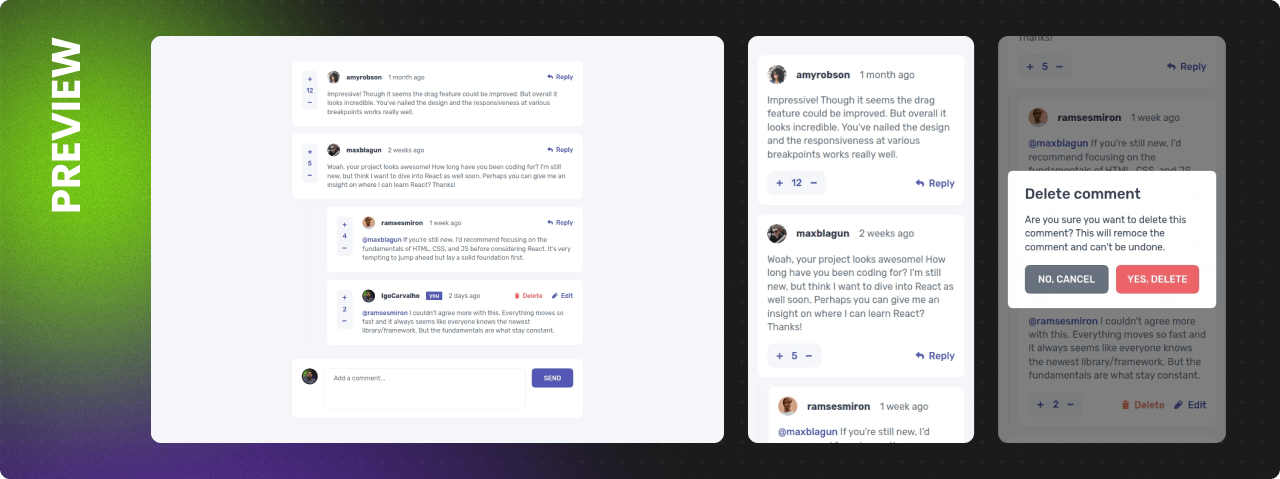 PREVIEW
+
12
−
amyrobson 1 month ago
Reply
Impressive! Though it seems the drag feature could be improved. But overall it
looks incredible. You've nailed the design and the responsiveness at various
breakpoints works really well.
+
5
−
maxblagun 2 weeks ago
Reply
Woah, your project looks awesome! How long have you been coding for? I'm still
new, but think I want to dive into React as well soon. Perhaps you can give me an
insight on where I can learn React? Thanks!
+
4
−
ramsesmiron 1 week ago
Reply
@maxblagun If you're still new, I'd recommend focusing on the
fundamentals of HTML, CSS, and JS before considering React. It's very
tempting to jump ahead but lay a solid foundation first.
+
2
−
IgoCarvalho you 2 days ago
Delete Edit
@ramsesmiron I couldn't agree more with this. Everything moves so
fast and it always seems like everyone knows the newest
library/framework. But the fundamentals are what stay constant.
Add a comment...
SEND
amyrobson 1 month ago
Impressive! Though it seems the drag
feature could be improved. But overall it
looks incredible. You've nailed the design
and the responsiveness at various
breakpoints works really well.
+ 12 −
Reply
maxblagun 2 weeks ago
Woah, your project looks awesome! How
long have you been coding for? I'm still
new, but think I want to dive into React as
well soon. Perhaps you can give me an
insight on where I can learn React?
Thanks!
+ 5 −
Reply
ramsesmiron 1 week ago
@maxblagun If you're still new, I'd
Thanks!
+ 5 −
Reply
ramsesmiron 1 week ago
@maxblagun If you're still new, I'd
recommend focusing on the
fundamentals of HTML, CSS, and JS
Delete comment
Are you sure you want to delete this
comment? This will remoce the
comment and can't be undone.
NO, CANCEL
YES, DELETE
@ramsesmiron I couldn't agree more
with this. Everything moves so fast and
it always seems like everyone knows
the newest library/framework. But the
fundamentals are what stay constant.
+ 2 −
Delete Edit